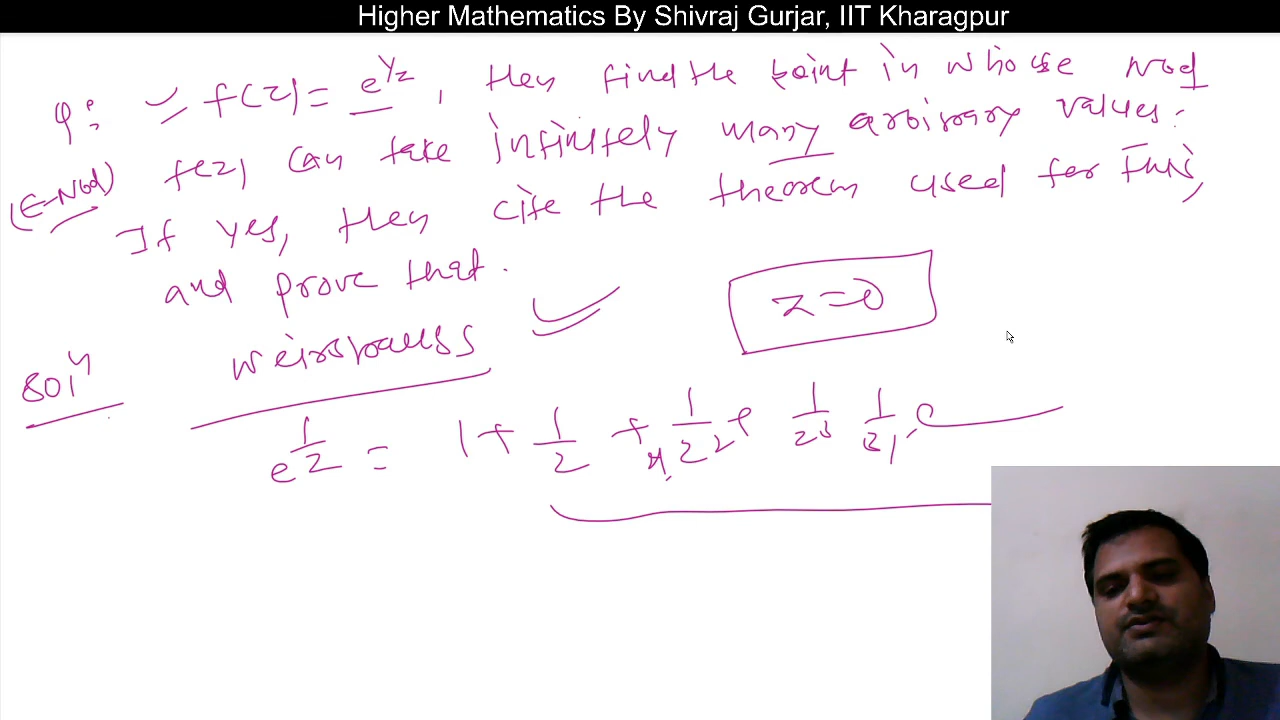 Higher Mathematics By Shivraj Gurjar, IIT Kharagpur
Q: f(z) = e^1/z, then find the point in whose nbd
(E-Nbd) f(z) can take infinitely many arbitrary values.
If yes, then cite the theorem used for this,
and prove that.
z=0
Sol^n
e^1/z = 1 + 1/z + 1/z^2 + 1/z^3 1/3!